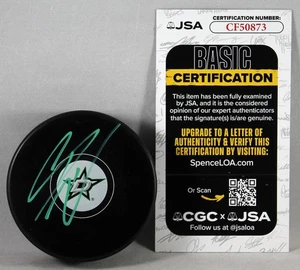 JSA
CERTIFICATION NUMBER:
CF50873
BASIC
CERTIFICATION
This item has been fully examined
by JSA, and it is the considered
opinion of our expert authenticators
that the signature(s) is/are genuine.
UPGRADE TO A LETTER OF
AUTHENTICITY & VERIFY THIS
CERTIFICATION BY VISITING:
SpenceLOA.com
Or Scan
CGC × JSA
Follow us @jsaloa
D